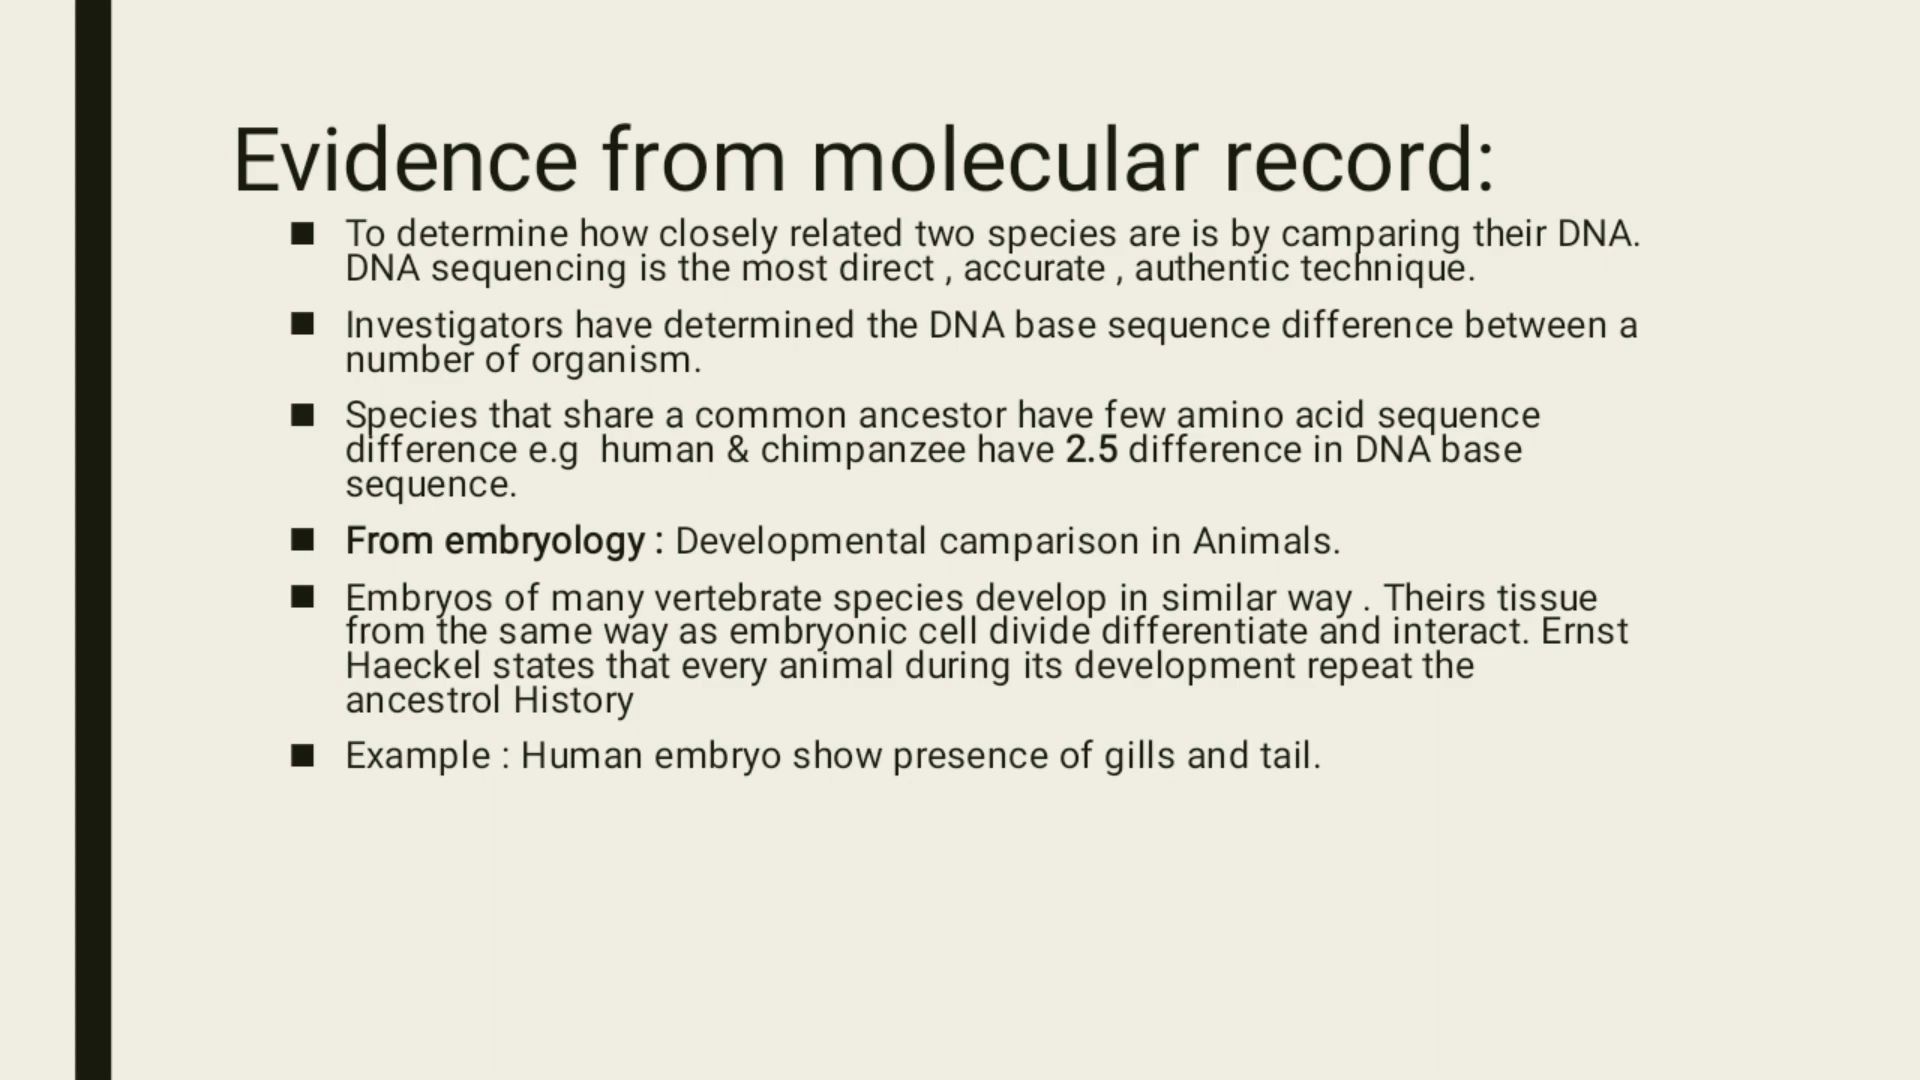 Evidence from molecular record:
■ To determine how closely related two species are is by camparing their DNA.
DNA sequencing is the most direct , accurate , authentic technique.
■ Investigators have determined the DNA base sequence difference between a
number of organism.
■ Species that share a common ancestor have few amino acid sequence
difference e.g  human & chimpanzee have 2.5 difference in DNA base
sequence.
■ From embryology : Developmental camparison in Animals.
■ Embryos of many vertebrate species develop in similar way . Theirs tissue
from the same way as embryonic cell divide differentiate and interact. Ernst
Haeckel states that every animal during its development repeat the
ancestrol History
■ Example : Human embryo show presence of gills and tail.